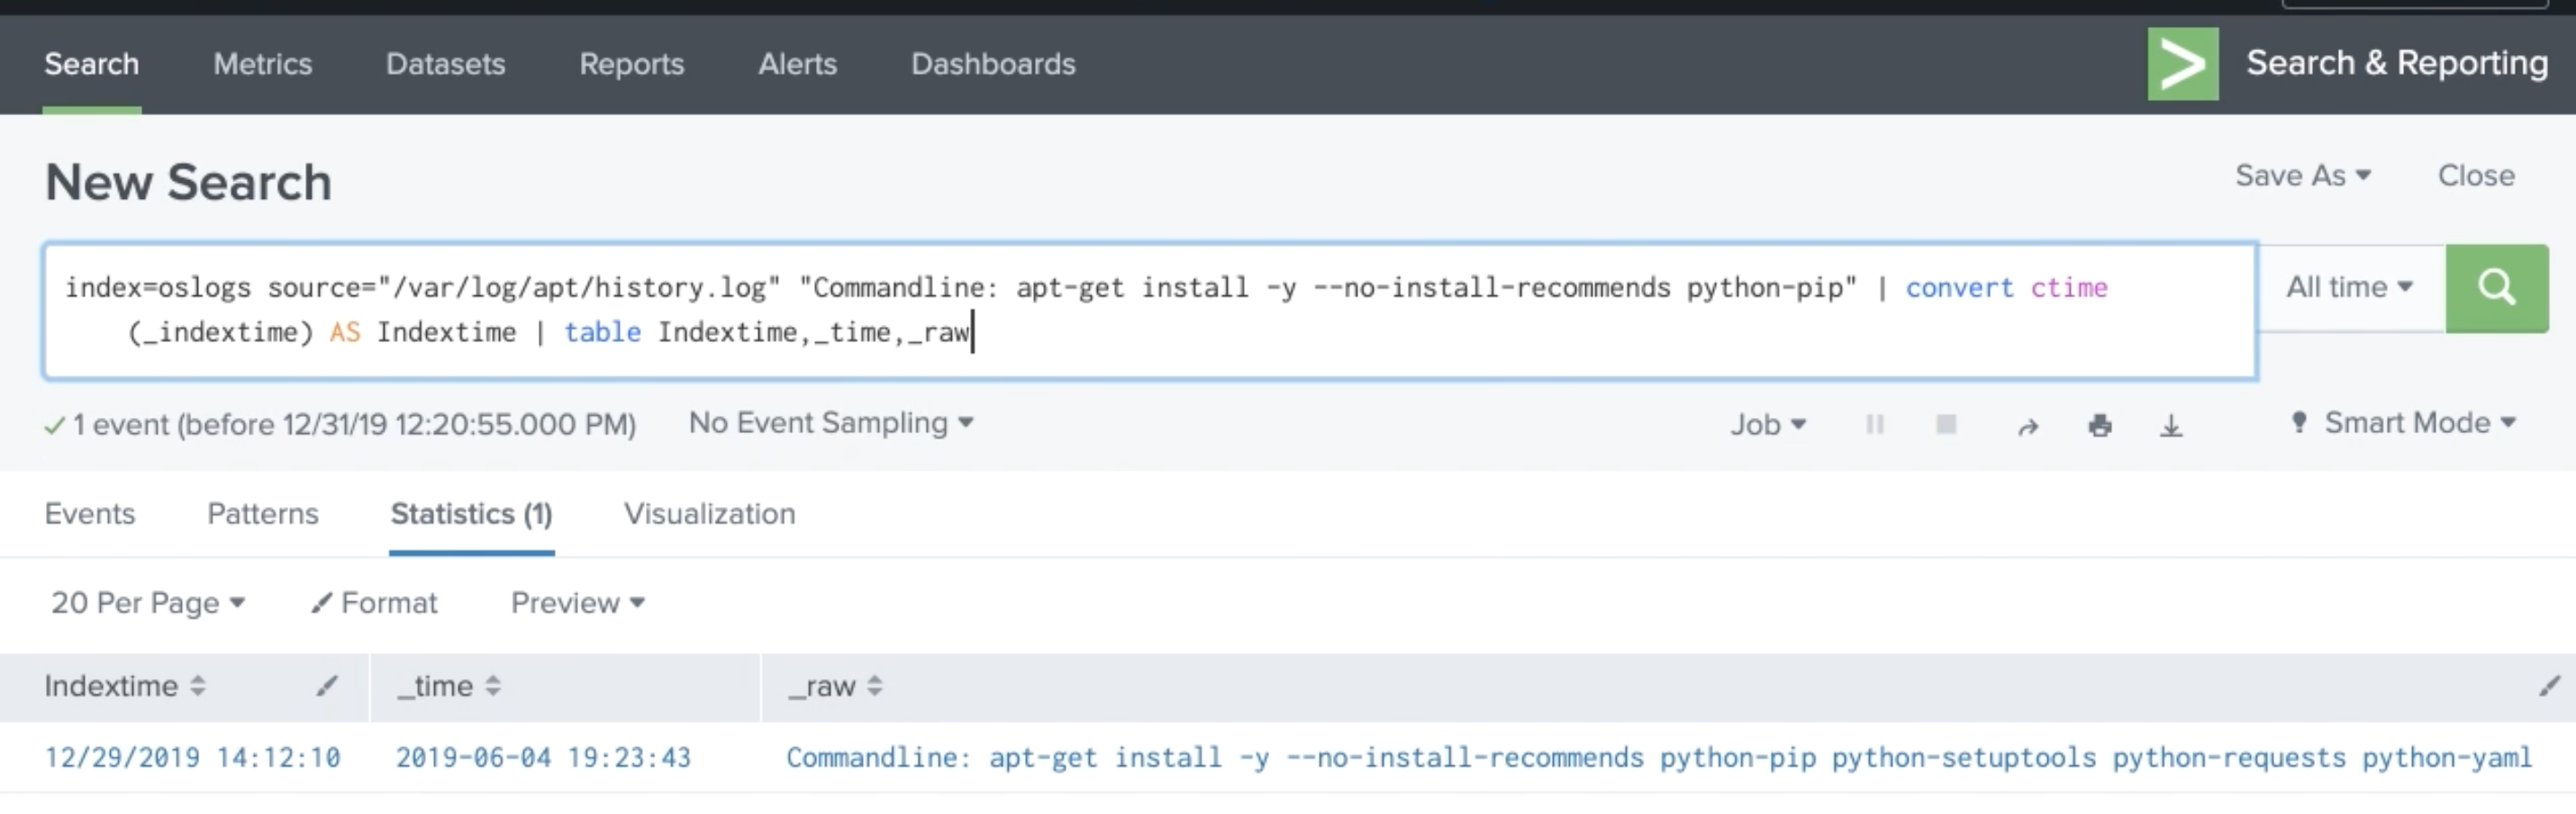 Search Metrics Datasets Reports Alerts Dashboards Search & Reporting
New Search
Save As Close
index=oslogs source="/var/log/apt/history.log" "Commandline: apt-get install -y --no-install-recommends python-pip" | convert ctime
(_indextime) AS Indextime | table Indextime,_time,_raw
All time
1 event (before 12/31/19 12:20:55.000 PM) No Event Sampling Job Smart Mode
Events Patterns Statistics (1) Visualization
20 Per Page Format Preview
Indextime _time _raw
12/29/2019 14:12:10 2019-06-04 19:23:43 Commandline: apt-get install -y --no-install-recommends python-pip python-setuptools python-requests python-yaml